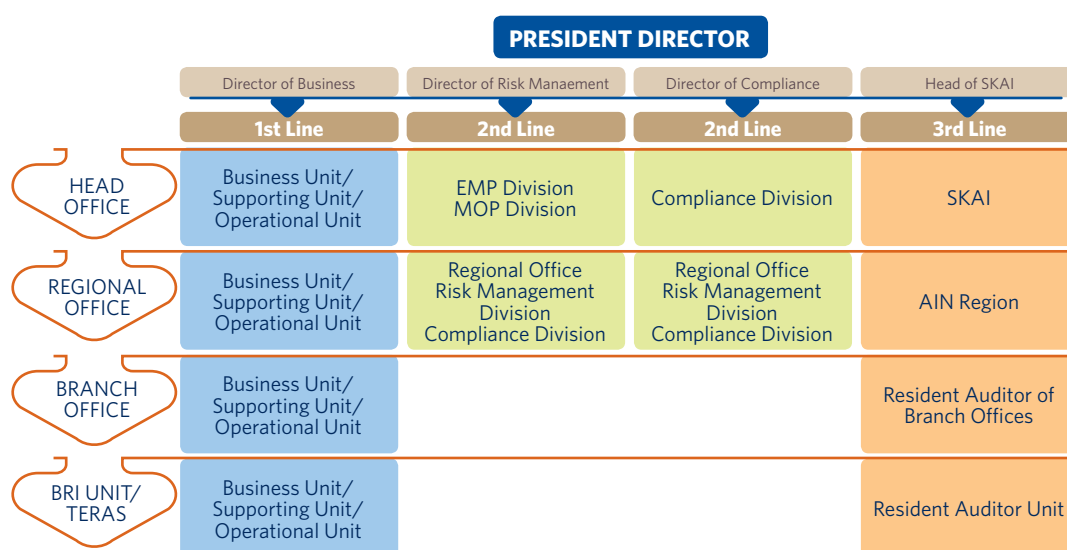 PRESIDENT DIRECTOR
Director of Business
Director of Risk Manaement
Director of Compliance
Head of SKAI
1st Line
2nd Line
2nd Line
3rd Line
HEAD
OFFICE
Business Unit/
Supporting Unit/
Operational Unit
EMP Division
MOP Division
Compliance Division
SKAI
REGIONAL
OFFICE
Business Unit/
Supporting Unit/
Operational Unit
Regional Office
Risk Management
Division
Compliance Division
Regional Office
Risk Management
Division
Compliance Division
AIN Region
BRANCH
OFFICE
Business Unit/
Supporting Unit/
Operational Unit
Resident Auditor of
Branch Offices
BRI UNIT/
TERAS
Business Unit/
Supporting Unit/
Operational Unit
Resident Auditor Unit